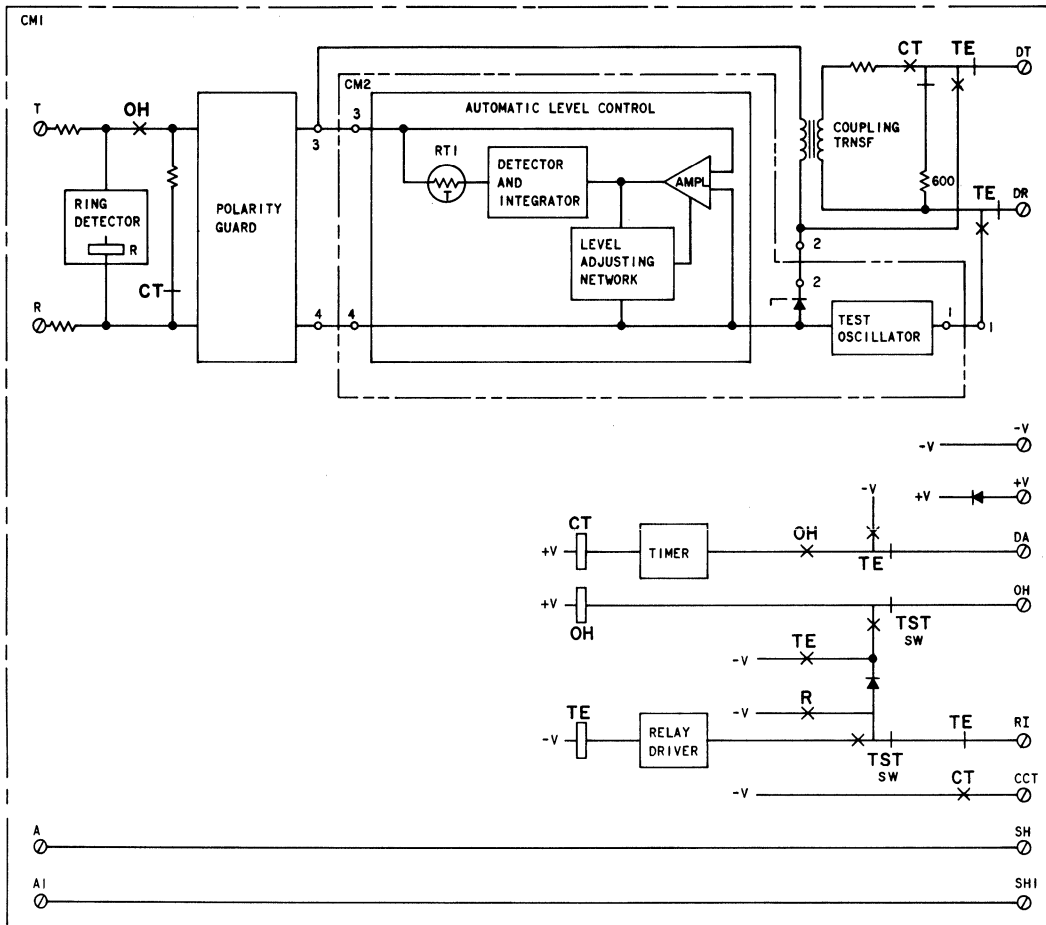 CM1
CT
TE
DT
T
OH
CM2
3
3
AUTOMATIC LEVEL CONTROL
COUPLING
TRNSF
RT1
T
DETECTOR
AND
INTEGRATOR
AMPL
600
TE
DR
RING
DETECTOR
R
POLARITY
GUARD
LEVEL
ADJUSTING
NETWORK
2
2
CT
R
4
4
TEST
OSCILLATOR
1
1
-V
-V
+V
+V
-V
CT
+V
TIMER
OH
TE
DA
+V
OH
TST
SW
OH
-V
TE
-V
R
TE
-V
RELAY
DRIVER
TST
SW
TE
RI
-V
CT
CCT
A
SH
A1
SH1